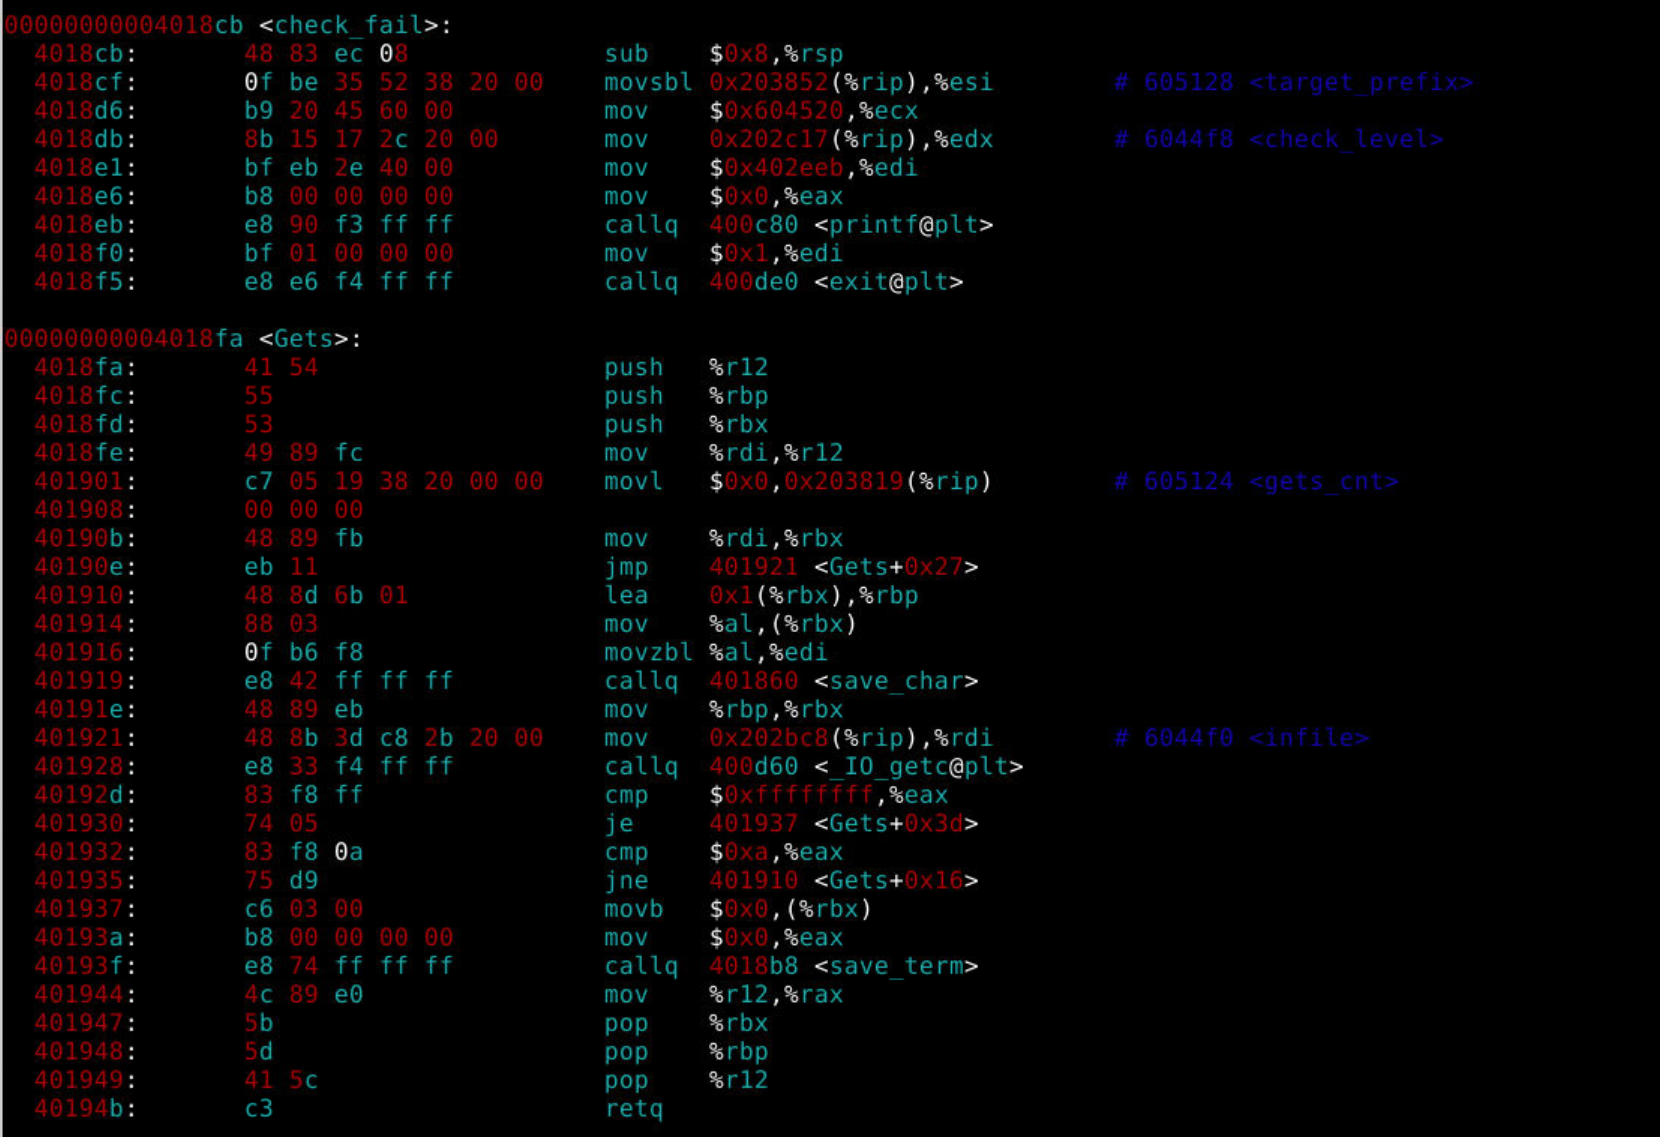 00000000004018cb <check_fail>:
4018cb: 48 83 ec 08 sub $0x8,%rsp
4018cf: 0f be 35 52 38 20 00 movsbl 0x203852(%rip),%esi # 605128 <target_prefix>
4018d6: b9 20 45 60 00 mov $0x604520,%ecx
4018db: 8b 15 17 2c 20 00 mov 0x202c17(%rip),%edx # 6044f8 <check_level>
4018e1: bf eb 2e 40 00 mov $0x402eeb,%edi
4018e6: b8 00 00 00 00 mov $0x0,%eax
4018eb: e8 90 f3 ff ff callq 400c80 <printf@plt>
4018f0: bf 01 00 00 00 mov $0x1,%edi
4018f5: e8 e6 f4 ff ff callq 400de0 <exit@plt>
00000000004018fa <Gets>:
4018fa: 41 54 push %r12
4018fc: 55 push %rbp
4018fd: 53 push %rbx
4018fe: 49 89 fc mov %rdi,%r12
401901: c7 05 19 38 20 00 00 movl $0x0,0x203819(%rip) # 605124 <gets_cnt>
401908: 00 00 00
40190b: 48 89 fb mov %rdi,%rbx
40190e: eb 11 jmp 401921 <Gets+0x27>
401910: 48 8d 6b 01 lea 0x1(%rbx),%rbp
401914: 88 03 mov %al,(%rbx)
401916: 0f b6 f8 movzbl %al,%edi
401919: e8 42 ff ff ff callq 401860 <save_char>
40191e: 48 89 eb mov %rbp,%rbx
401921: 48 8b 3d c8 2b 20 00 mov 0x202bc8(%rip),%rdi # 6044f0 <infile>
401928: e8 33 f4 ff ff callq 400d60 <_IO_getc@plt>
40192d: 83 f8 ff cmp $0xffffffff,%eax
401930: 74 05 je 401937 <Gets+0x3d>
401932: 83 f8 0a cmp $0xa,%eax
401935: 75 d9 jne 401910 <Gets+0x16>
401937: c6 03 00 movb $0x0,(%rbx)
40193a: b8 00 00 00 00 mov $0x0,%eax
40193f: e8 74 ff ff ff callq 4018b8 <save_term>
401944: 4c 89 e0 mov %r12,%rax
401947: 5b pop %rbx
401948: 5d pop %rbp
401949: 41 5c pop %r12
40194b: c3 retq